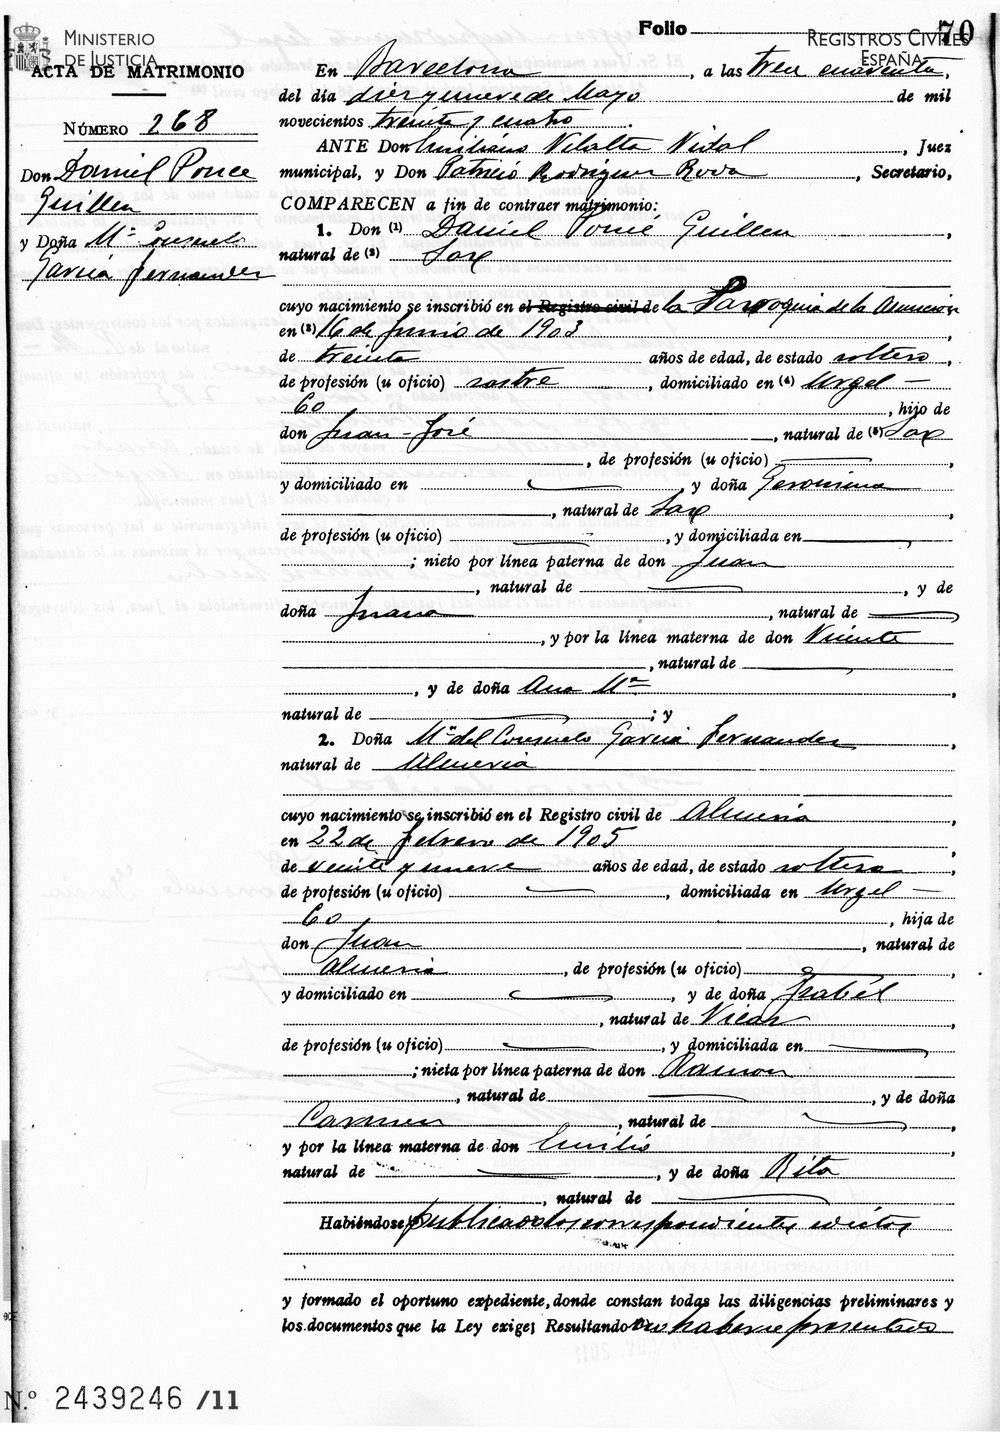 MINISTERIO
DE JUSTICIA
REGISTROS CIVILES
ESPAÑA
Folio 70
ACTA DE MATRIMONIO
NÚMERO 268
Don Daniel Ponce
Guillen
y Doña Mª Consuelo
García Fernandez
En Barcelona, a las tres cuarenta,
del día diez y nueve de Mayo de mil
novecientos treinta y cuatro.
ANTE Don Emiliano Vilalta Vidal, Juez
municipal, y Don Patricio Rodríguez Roda, Secretario,
COMPARECEN a fin de contraer matrimonio:
1. Don (1) Daniel Ponce Guillen,
natural de (2) Sax
cuyo nacimiento se inscribió en el Registro civil de la Parroquia de la Asunción
en (3) 16 de Junio de 1903,
de treinta años de edad, de estado soltero,
de profesión (u oficio) sastre, domiciliado en (4) Urgel -
60, hijo de
don Juan-José, natural de (5) Sax
, de profesión (u oficio) ,
y domiciliado en , y doña Geronima
, natural de Sax
de profesión (u oficio) , y domiciliada en
; nieto por línea paterna de don Juan
, natural de , y de
doña Juana, natural de
, y por la línea materna de don Vicente
, natural de
, y de doña Ana Mª,
natural de ; y
2. Doña Mª del Consuelo García Fernandez,
natural de Almeria
,
cuyo nacimiento se inscribió en el Registro civil de Almeria
en 22 de febrero de 1905,
de veinte y nueve años de edad, de estado soltera,
de profesión (u oficio) , domiciliada en Urgel -
60, hija de
don Juan, natural de
Almeria, de profesión (u oficio) ,
y domiciliado en , y de doña Isabel
, natural de Vicar,
de profesión (u oficio) , y domiciliada en ,
; nieta por línea paterna de don Ramon
, natural de , y de doña
Carmen, natural de ,
y por la línea materna de don Emilio,
natural de , y de doña Rita
, natural de .
Habiéndose publicado los correspondientes edictos
y formado el oportuno expediente, donde constan todas las diligencias preliminares y
los documentos que la Ley exige; Resultando no haberse presentado
N.º 2439246 /11